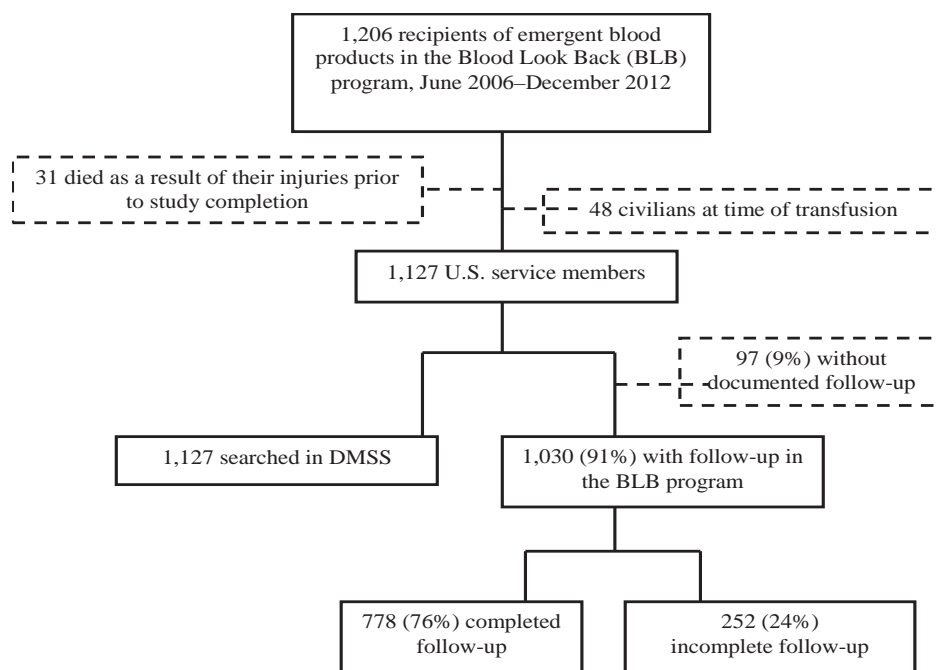 1,206 recipients of emergent blood
products in the Blood Look Back (BLB)
program, June 2006–December 2012
31 died as a result of their injuries prior
to study completion
48 civilians at time of transfusion
1,127 U.S. service members
97 (9%) without
documented follow-up
1,127 searched in DMSS
1,030 (91%) with follow-up in
the BLB program
778 (76%) completed
follow-up
252 (24%)
incomplete follow-up